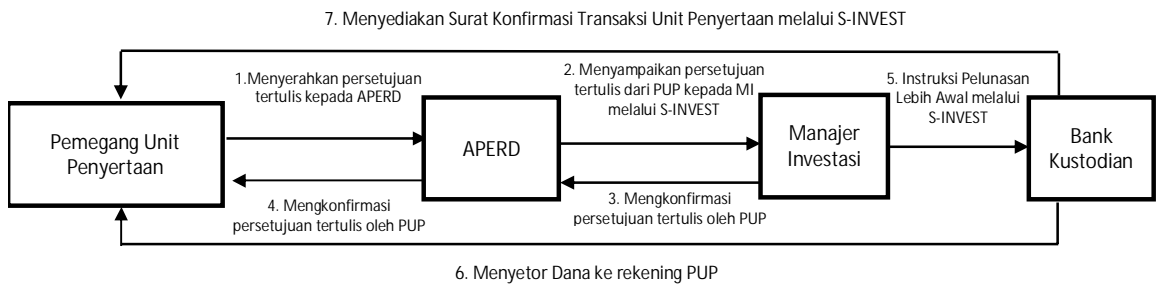 7. Menyediakan Surat Konfirmasi Transaksi Unit Penyertaan melalui S-INVEST
1.Menyerahkan persetujuan
tertulis kepada APERD
2. Menyampaikan persetujuan
tertulis dari PUP kepada MI
melalui S-INVEST
5. Instruksi Pelunasan
Lebih Awal melalui
S-INVEST
Pemegang Unit
Penyertaan
APERD
Manajer
Investasi
Bank
Kustodian
4. Mengkonfirmasi
persetujuan tertulis oleh PUP
3. Mengkonfirmasi
persetujuan tertulis oleh PUP
6. Menyetor Dana ke rekening PUP